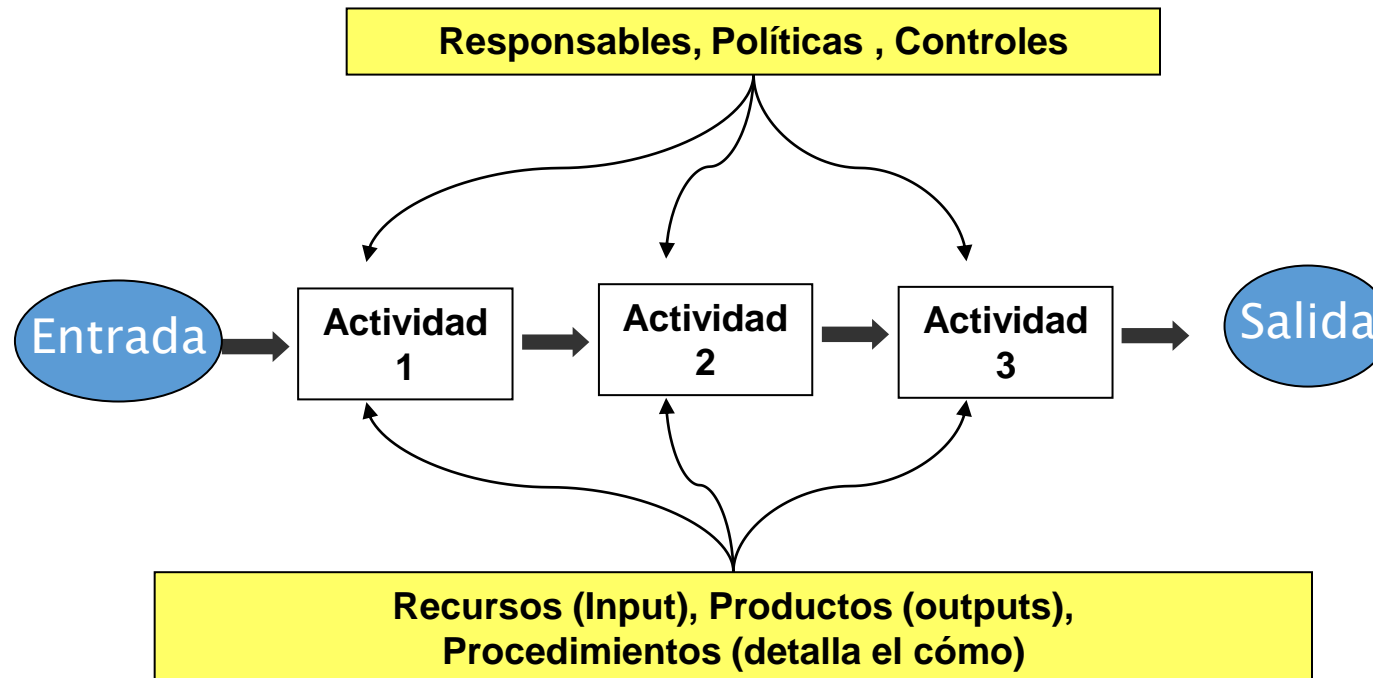 Responsables, Políticas , Controles
Entrada
Actividad
1
Actividad
2
Actividad
3
Salida
Recursos (Input), Productos (outputs),
Procedimientos (detalla el cómo)